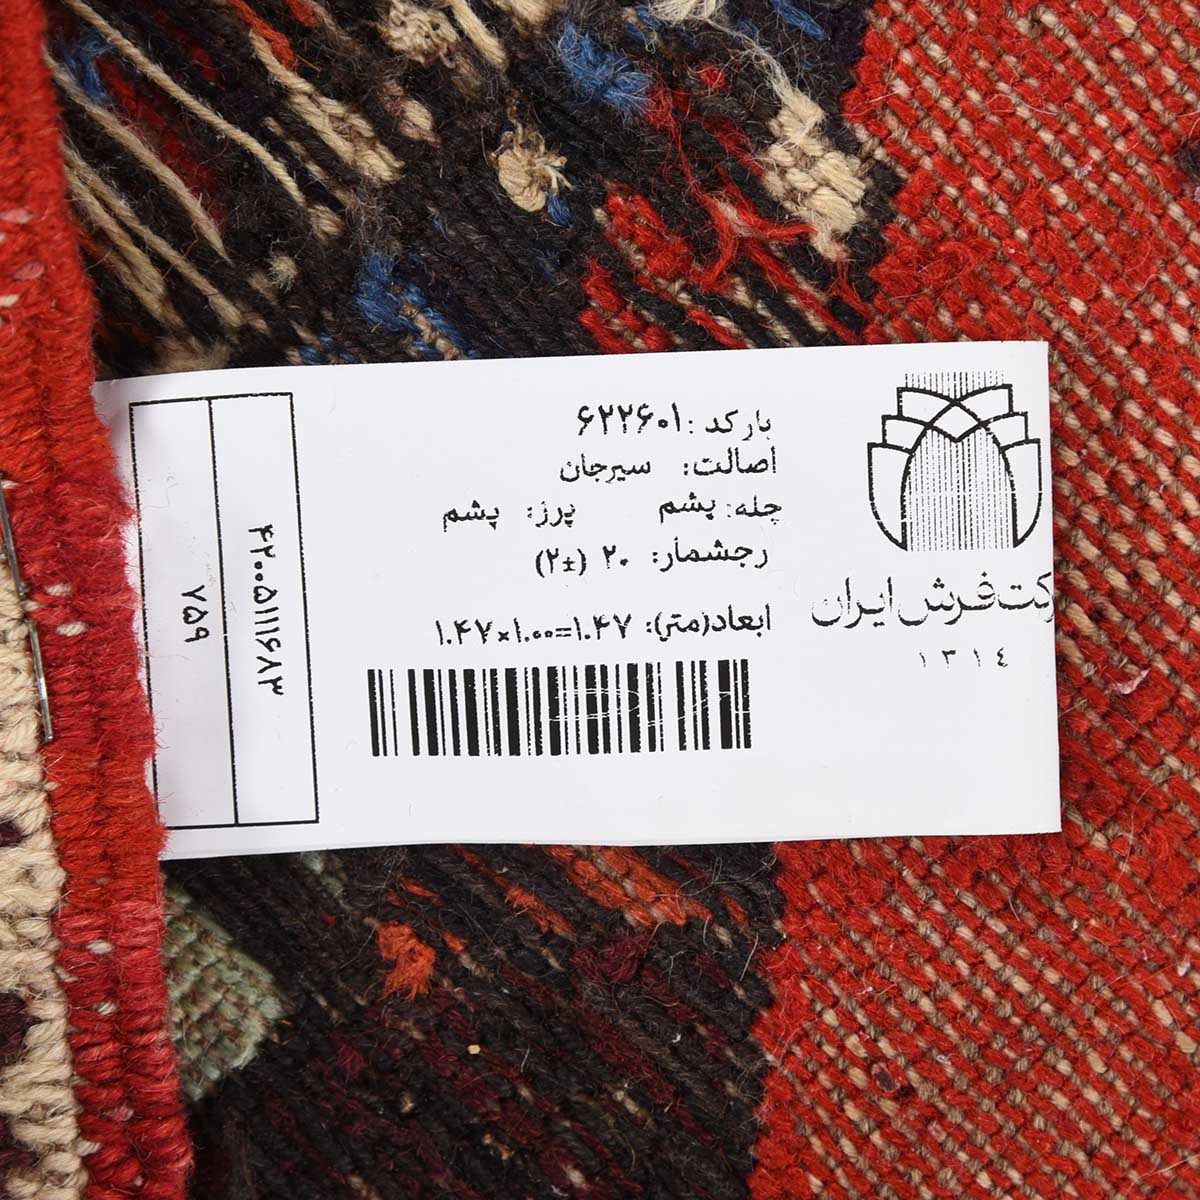 بارکد: ۶۲۲۶۰۱
اصالت: سیرجان
چله: پشم پرز: پشم
رجشمار: ۲۰ (±۲)
ابعاد(متر): ۱.۴۷×۱.۰۰=۱.۴۷
کت فرش ایران
۱۳۱٤
۴۲۰۰۵۱۱۱۶۸۳
۷۵۹